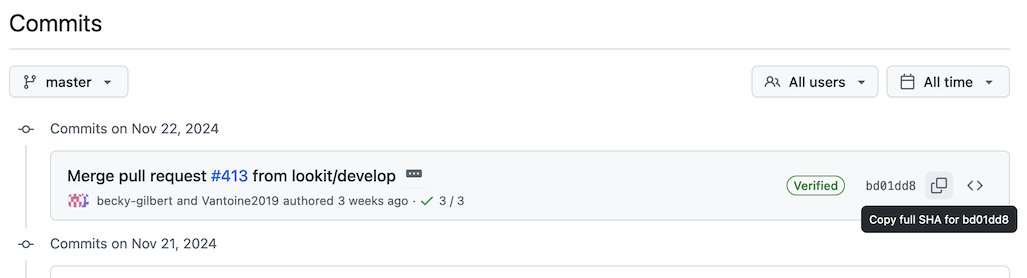 Commits
master
All users
All time
Commits on Nov 22, 2024
Merge pull request #413 from lookit/develop
Verified
bd01dd8
becky-gilbert and Vantoine2019 authored 3 weeks ago · 3 / 3
Copy full SHA for bd01dd8
Commits on Nov 21, 2024